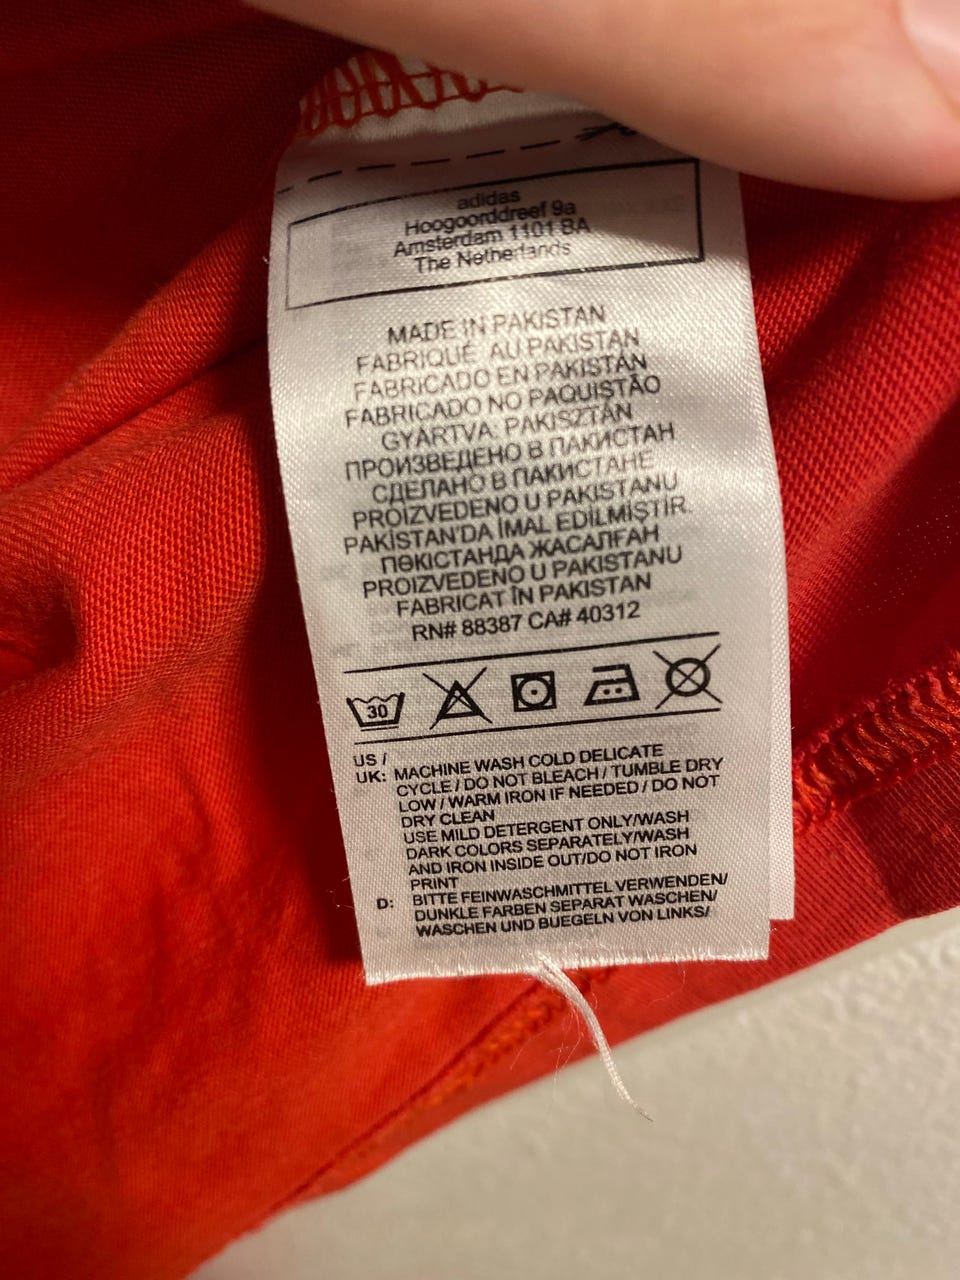 adidas
Hoogoorddreef 9a
Amsterdam 1101 BA
The Netherlands
MADE IN PAKISTAN
FABRIQUÉ AU PAKISTAN
FABRICADO EN PAKISTÁN
FABRICADO NO PAQUISTÃO
GYÁRTVA: PAKISZTÁN
ПРОИЗВЕДЕНО В ПАКИСТАН
СДЕЛАНО В ПАКИСТАНЕ
PROIZVEDENO U PAKISTANU
PAKİSTAN'DA İMAL EDİLMİŞTİR.
ПӘКІСТАНДА ЖАСАЛҒАН
PROIZVEDENO U PAKISTANU
FABRICAT ÎN PAKISTAN
RN# 88387 CA# 40312
30
US /
UK: MACHINE WASH COLD DELICATE
CYCLE / DO NOT BLEACH / TUMBLE DRY
LOW / WARM IRON IF NEEDED / DO NOT
DRY CLEAN
USE MILD DETERGENT ONLY/WASH
DARK COLORS SEPARATELY/WASH
AND IRON INSIDE OUT/DO NOT IRON
PRINT
D: BITTE FEINWASCHMITTEL VERWENDEN/
DUNKLE FARBEN SEPARAT WASCHEN/
WASCHEN UND BUEGELN VON LINKS/